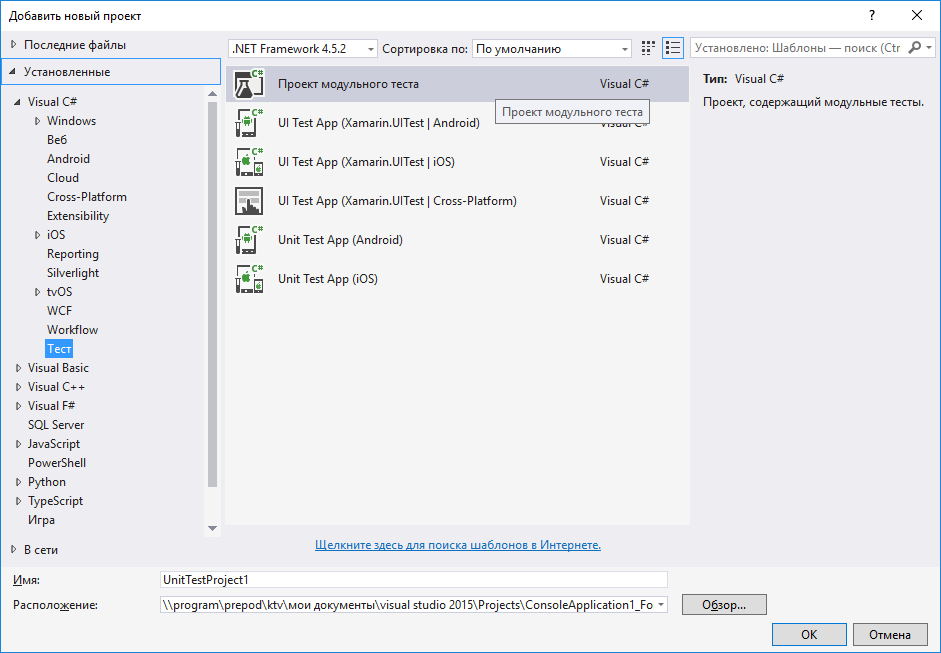 Добавить новый проект
?
Последние файлы
.NET Framework 4.5.2
Сортировка по:
По умолчанию
Установлено: Шаблоны — поиск (Ctr
Установленные
Visual C#
Windows
Веб
Android
Cloud
Cross-Platform
Extensibility
iOS
Reporting
Silverlight
tvOS
WCF
Workflow
Тест
Visual Basic
Visual C++
Visual F#
SQL Server
JavaScript
PowerShell
Python
TypeScript
Игра
В сети
C# Проект модульного теста Visual C#
Проект модульного теста
C# UI Test App (Xamarin.UITest | Android)
C# UI Test App (Xamarin.UITest | iOS) Visual C#
UI Test App (Xamarin.UITest | Cross-Platform) Visual C#
C# Unit Test App (Android) Visual C#
C# Unit Test App (iOS) Visual C#
Тип: Visual C#
Проект, содержащий модульные тесты.
Щелкните здесь для поиска шаблонов в Интернете.
Имя: UnitTestProject1
Расположение: \\program\prepod\ktv\мои документы\visual studio 2015\Projects\ConsoleApplication1_Fo
Обзор...
ОК
Отмена